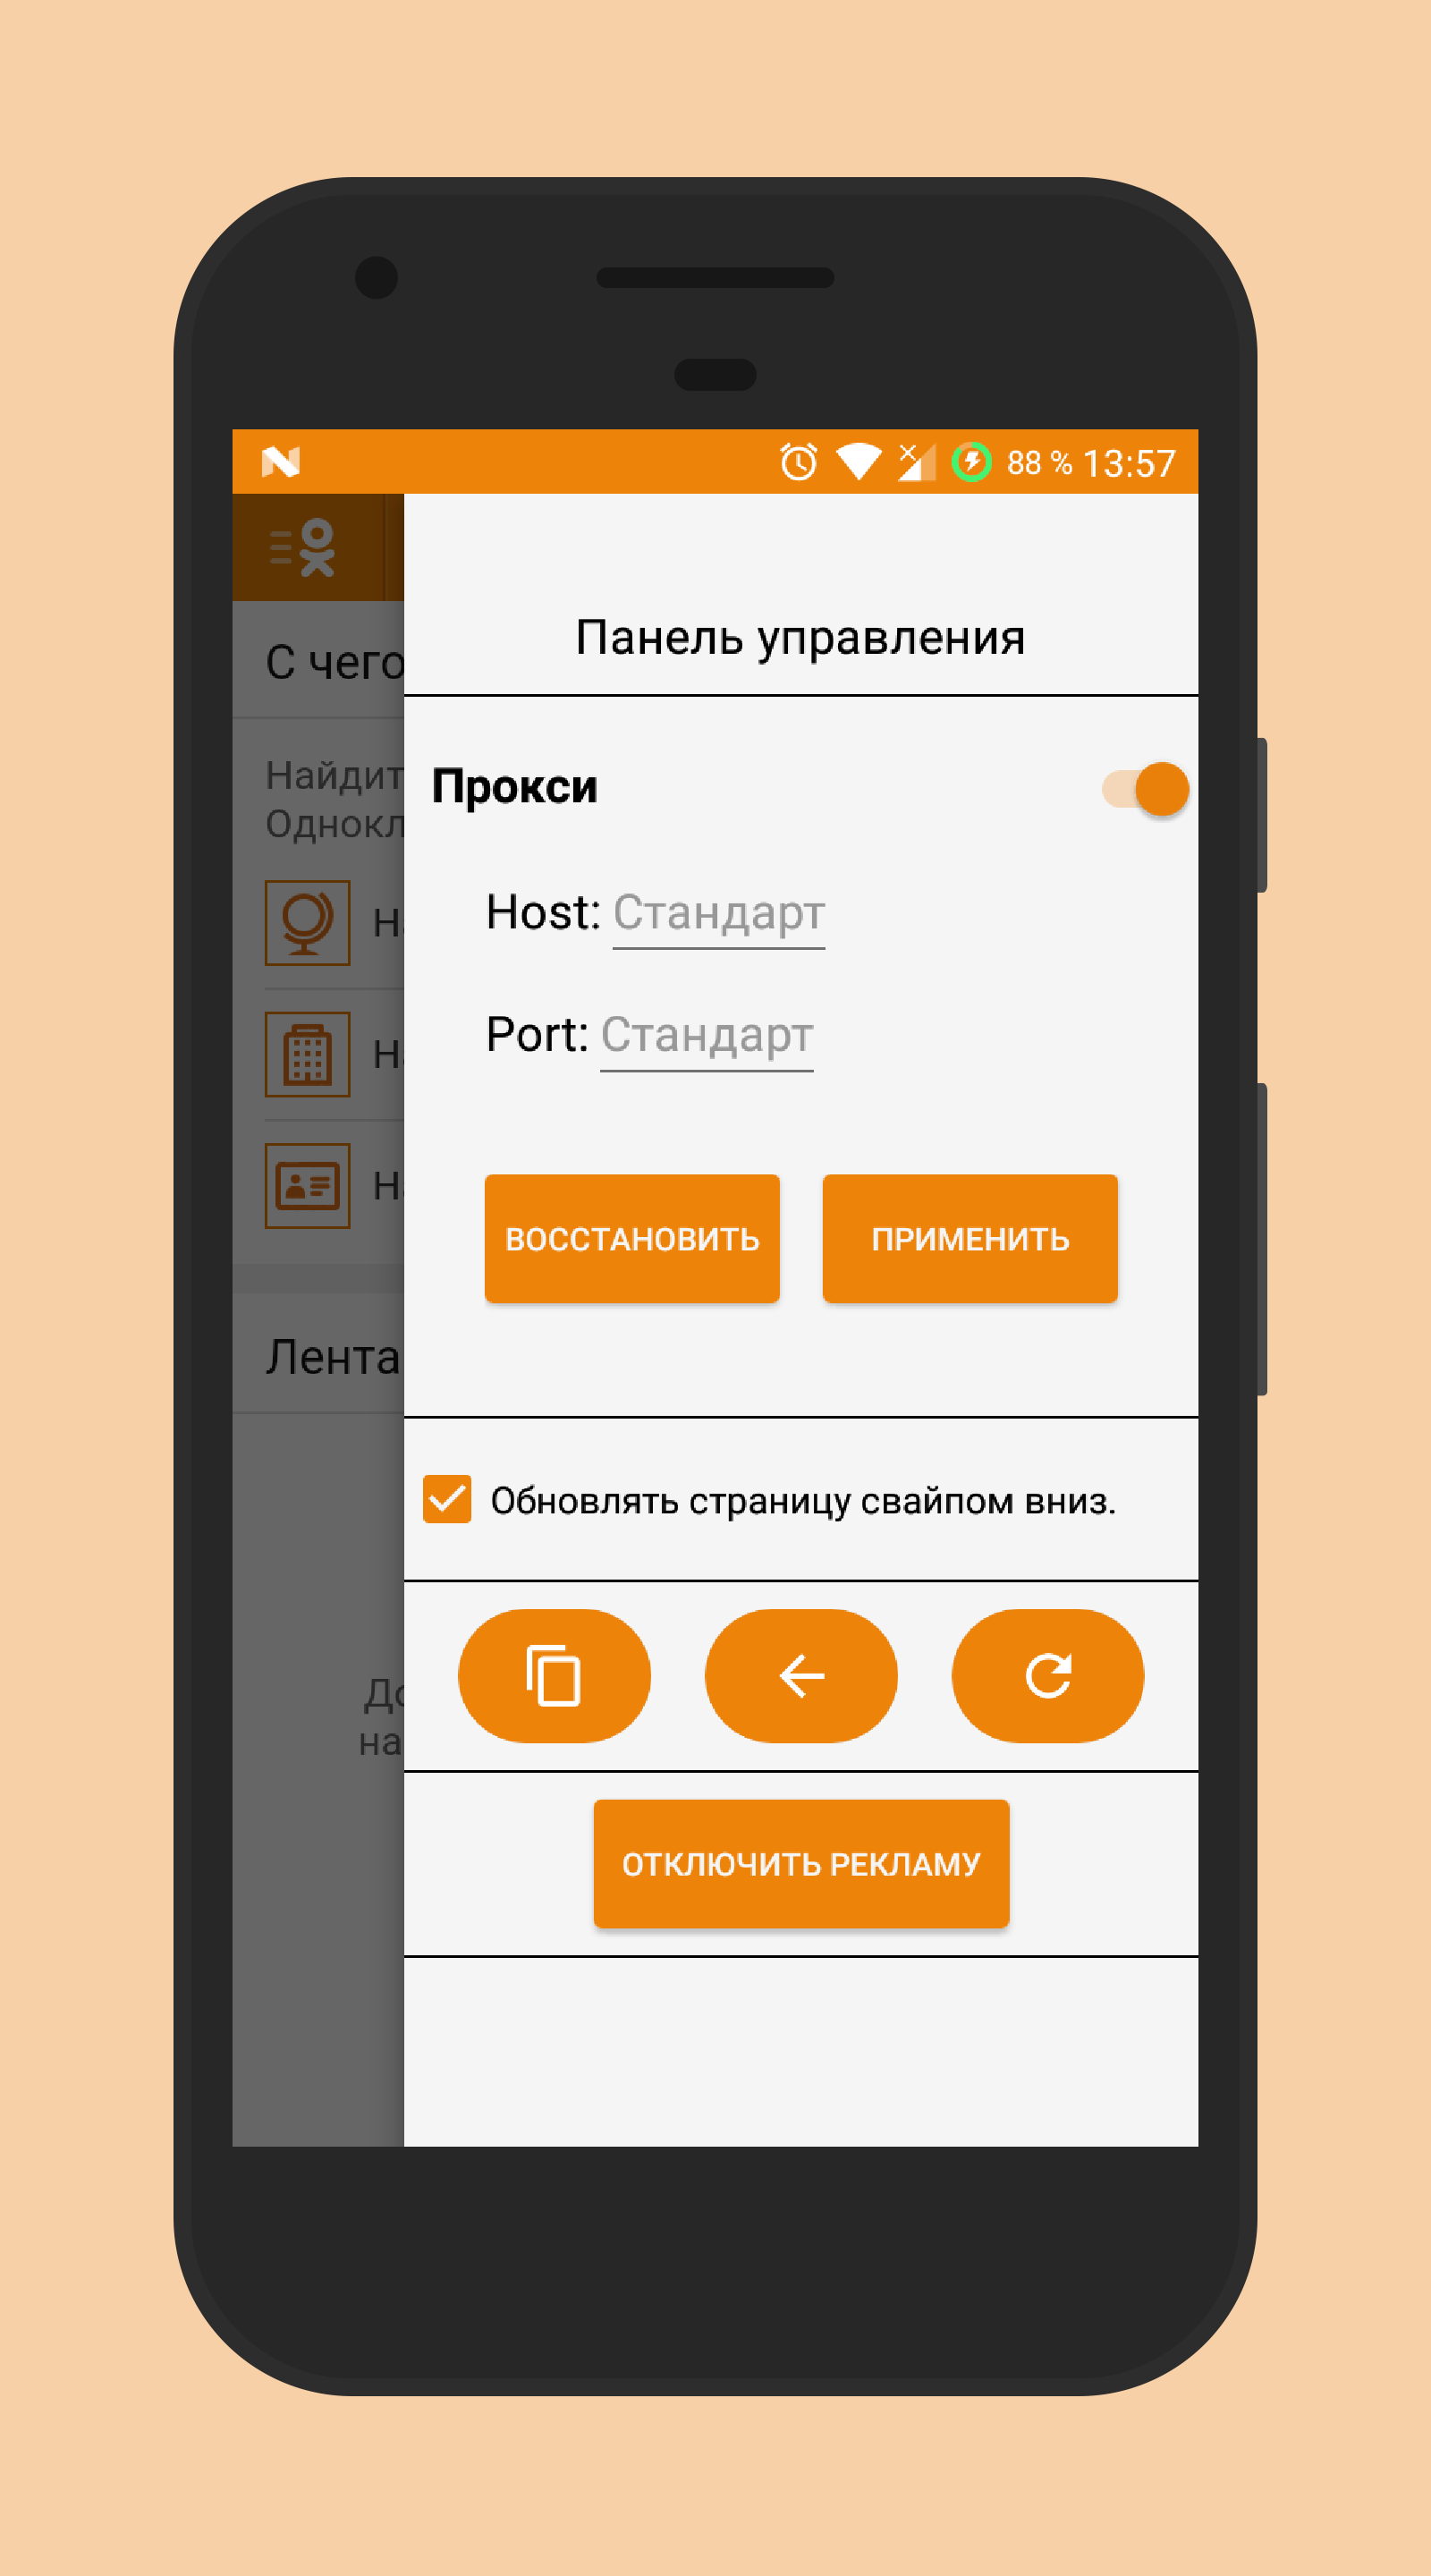 88 % 13:57
Панель управления
С чего
Прокси
Найдит
Однокл
Host: Стандарт
Port: Стандарт
ВОССТАНОВИТЬ ПРИМЕНИТЬ
Лента
Обновлять страницу свайпом вниз.
До
на
ОТКЛЮЧИТЬ РЕКЛАМУ